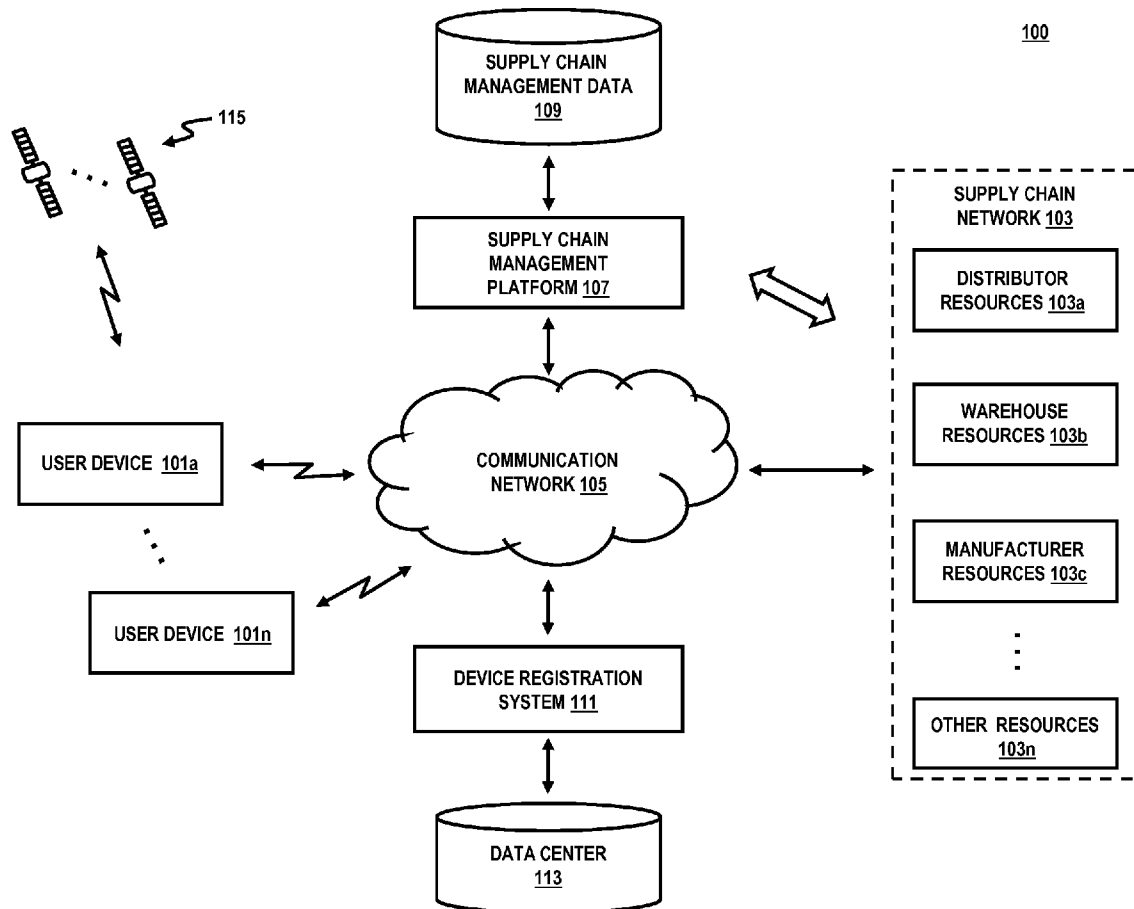 100
SUPPLY CHAIN
MANAGEMENT DATA
109
115
SUPPLY CHAIN
MANAGEMENT
PLATFORM 107
SUPPLY CHAIN
NETWORK 103
DISTRIBUTOR
RESOURCES 103a
WAREHOUSE
RESOURCES 103b
MANUFACTURER
RESOURCES 103c
OTHER RESOURCES
103n
USER DEVICE 101a
COMMUNICATION
NETWORK 105
USER DEVICE 101n
DEVICE REGISTRATION
SYSTEM 111
DATA CENTER
113